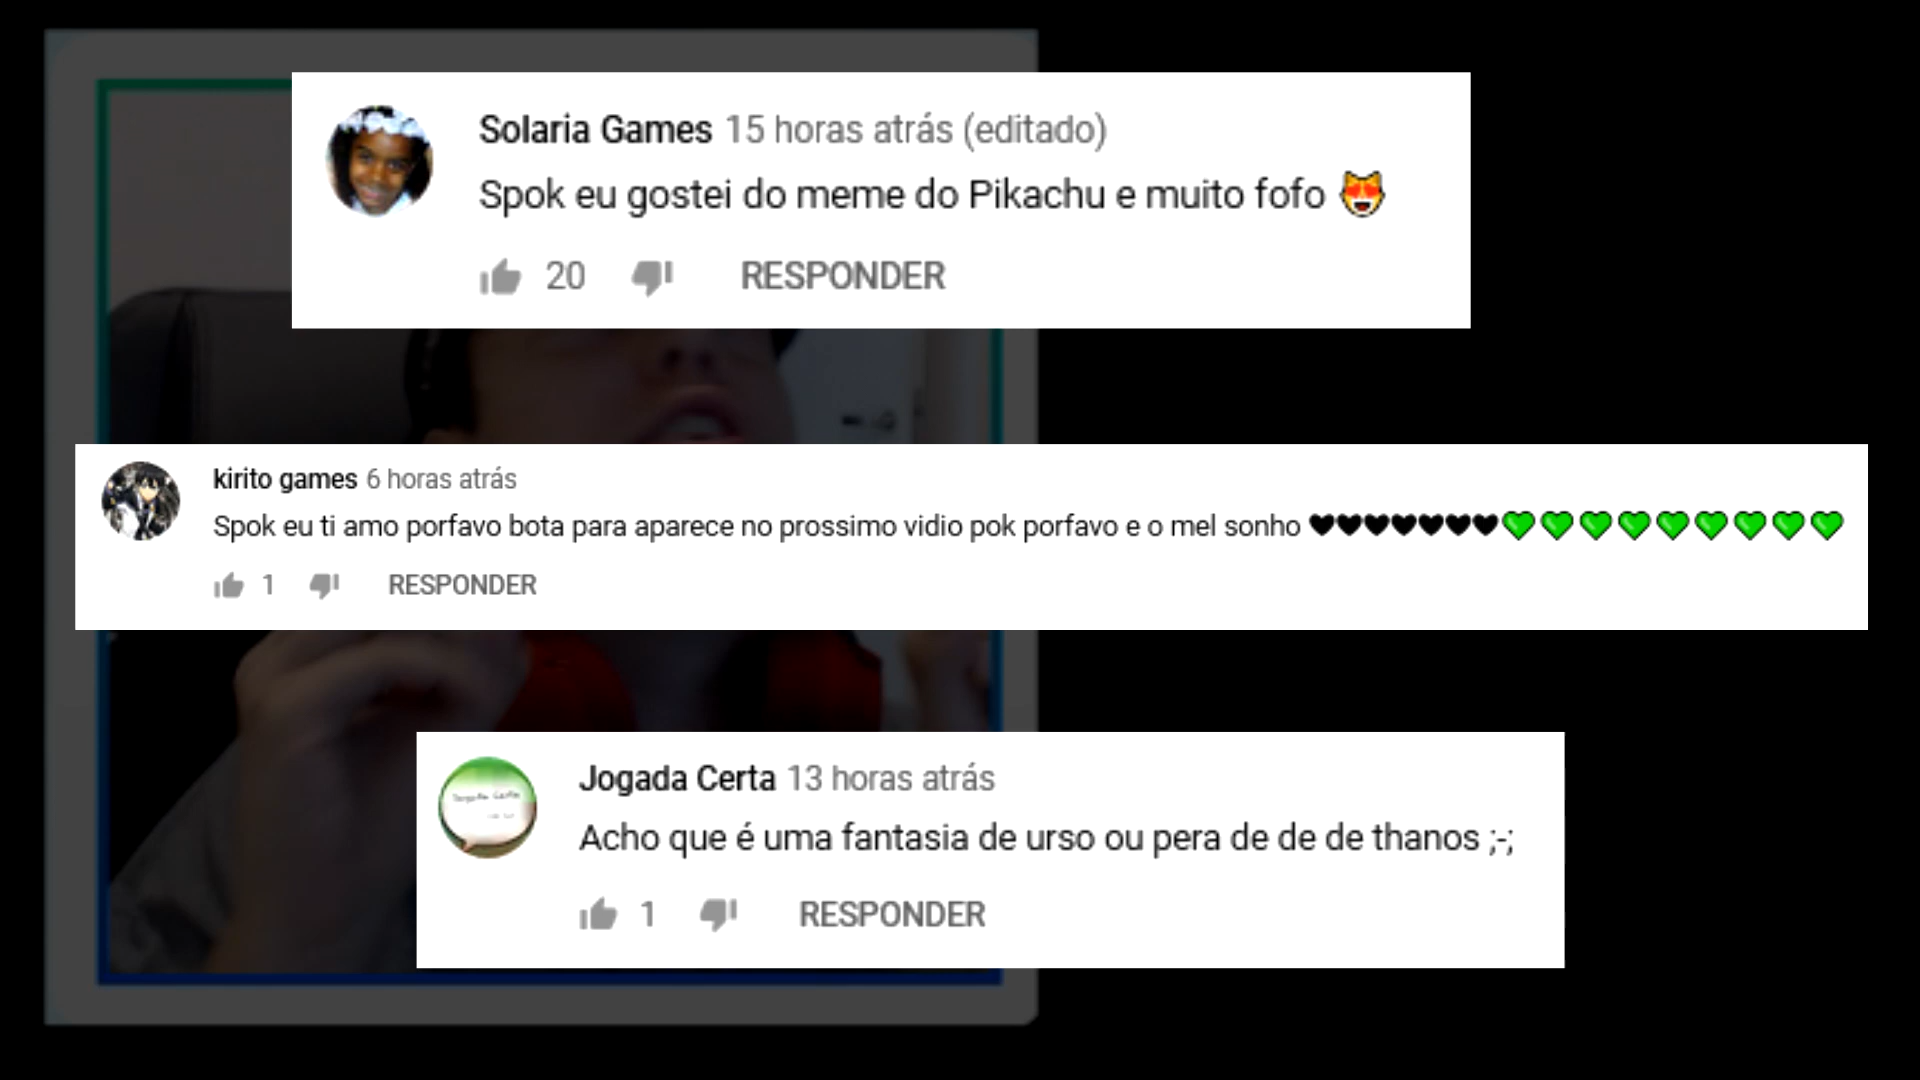 Solaria Games 15 horas atrás (editado)
Spok eu gostei do meme do Pikachu e muito fofo 😻
20 RESPONDER
kirito games 6 horas atrás
Spok eu ti amo porfavo bota para aparece no prossimo vidio pok porfavo e o mel sonho 🖤🖤🖤🖤🖤🖤🖤💚💚💚💚💚💚💚💚💚
1 RESPONDER
Jogada Certa 13 horas atrás
Acho que é uma fantasia de urso ou pera de de de thanos ;-;
1 RESPONDER